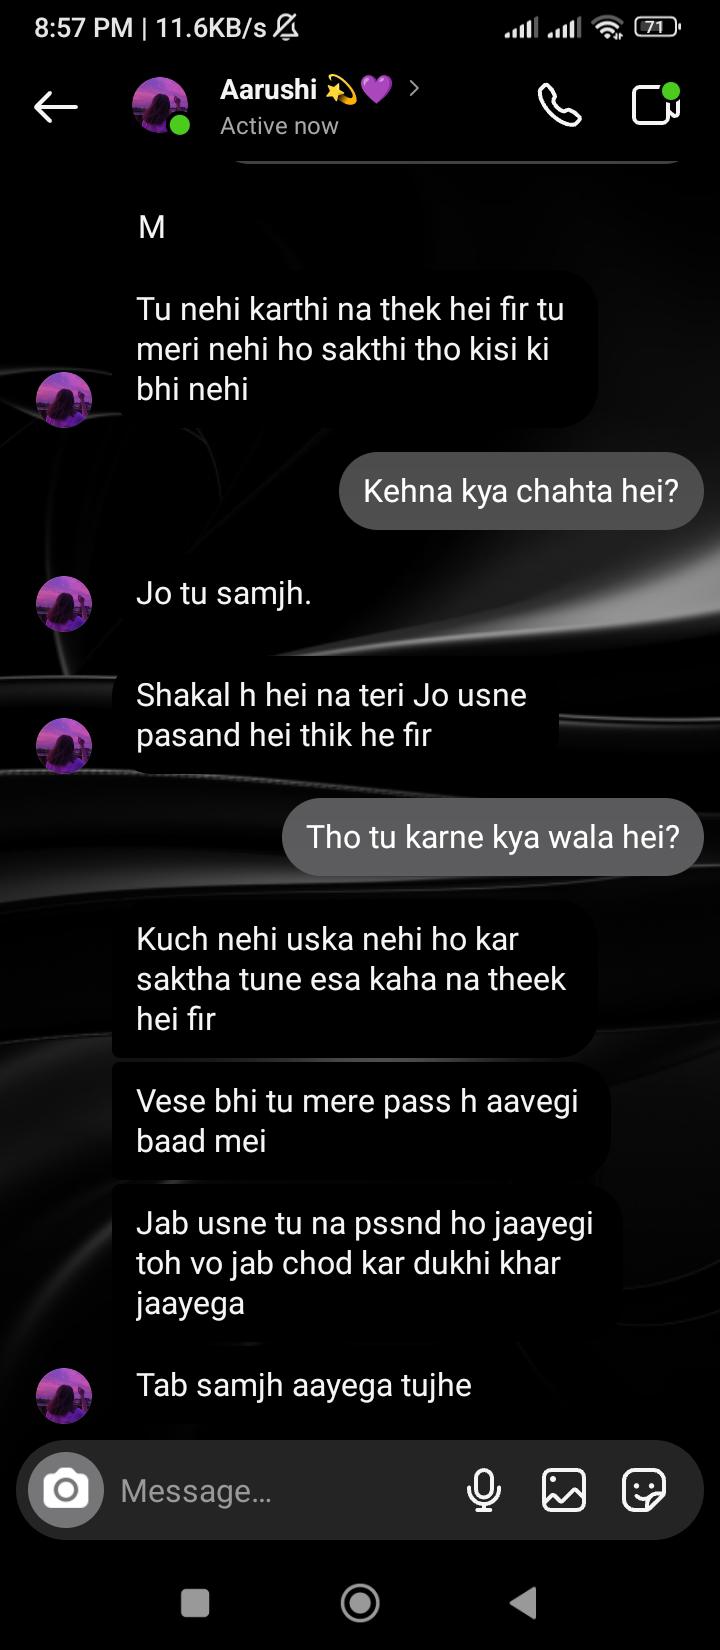 8:57 PM | 11.6KB/s
71
Aarushi 💫💜
Active now
M
Tu nehi karthi na thek hei fir tu
meri nehi ho sakthi tho kisi ki
bhi nehi
Kehna kya chahta hei?
Jo tu samjh.
Shakal h hei na teri Jo usne
pasand hei thik he fir
Tho tu karne kya wala hei?
Kuch nehi uska nehi ho kar
saktha tune esa kaha na theek
hei fir
Vese bhi tu mere pass h aavegi
baad mei
Jab usne tu na pssnd ho jaayegi
toh vo jab chod kar dukhi khar
jaayega
Tab samjh aayega tujhe
Message...